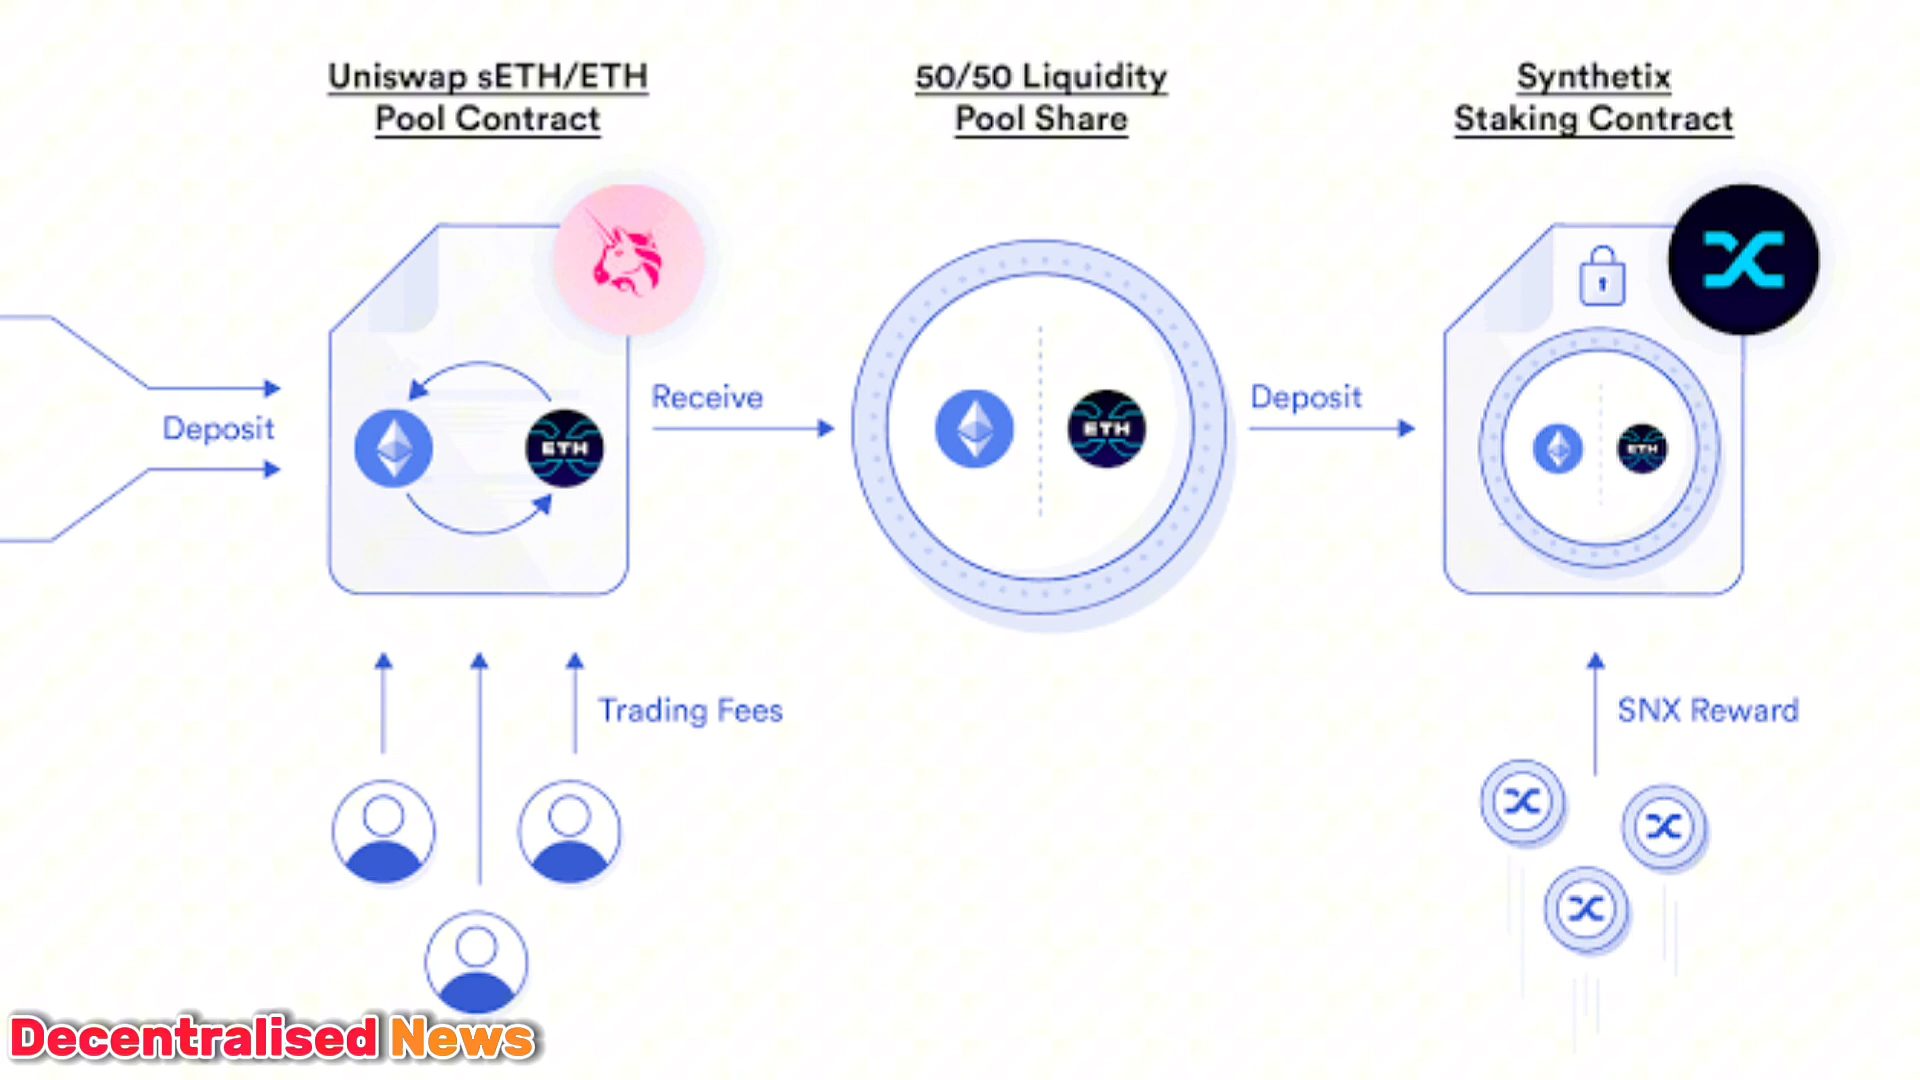 Uniswap sETH/ETH
Pool Contract
50/50 Liquidity
Pool Share
Synthetix
Staking Contract
Deposit
ETH
Receive
ETH
Deposit
ETH
Trading Fees
SNX Reward
Decentralised News